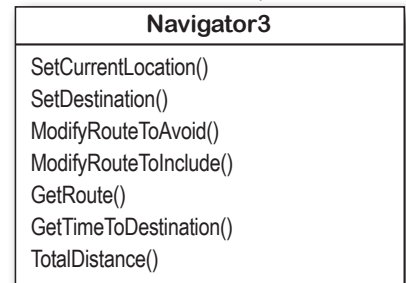 Navigator3
SetCurrentLocation()
SetDestination()
ModifyRouteToAvoid()
ModifyRouteToInclude()
GetRoute()
GetTimeToDestination()
TotalDistance()